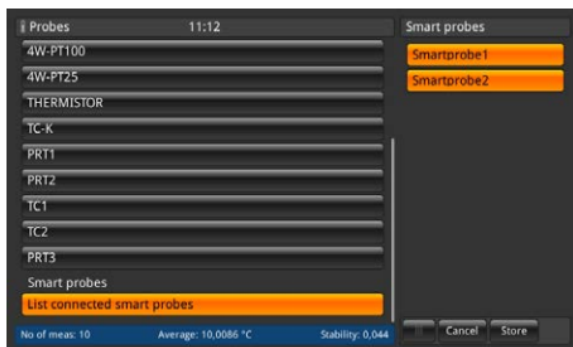 Probes 11:12
4W-PT100
4W-PT25
THERMISTOR
TC-K
PRT1
PRT2
TC1
TC2
PRT3
Smart probes
List connected smart probes
No of meas: 10 Average: 10,0086 °C Stability: 0,044
Smart probes
Smartprobe1
Smartprobe2
Cancel Store